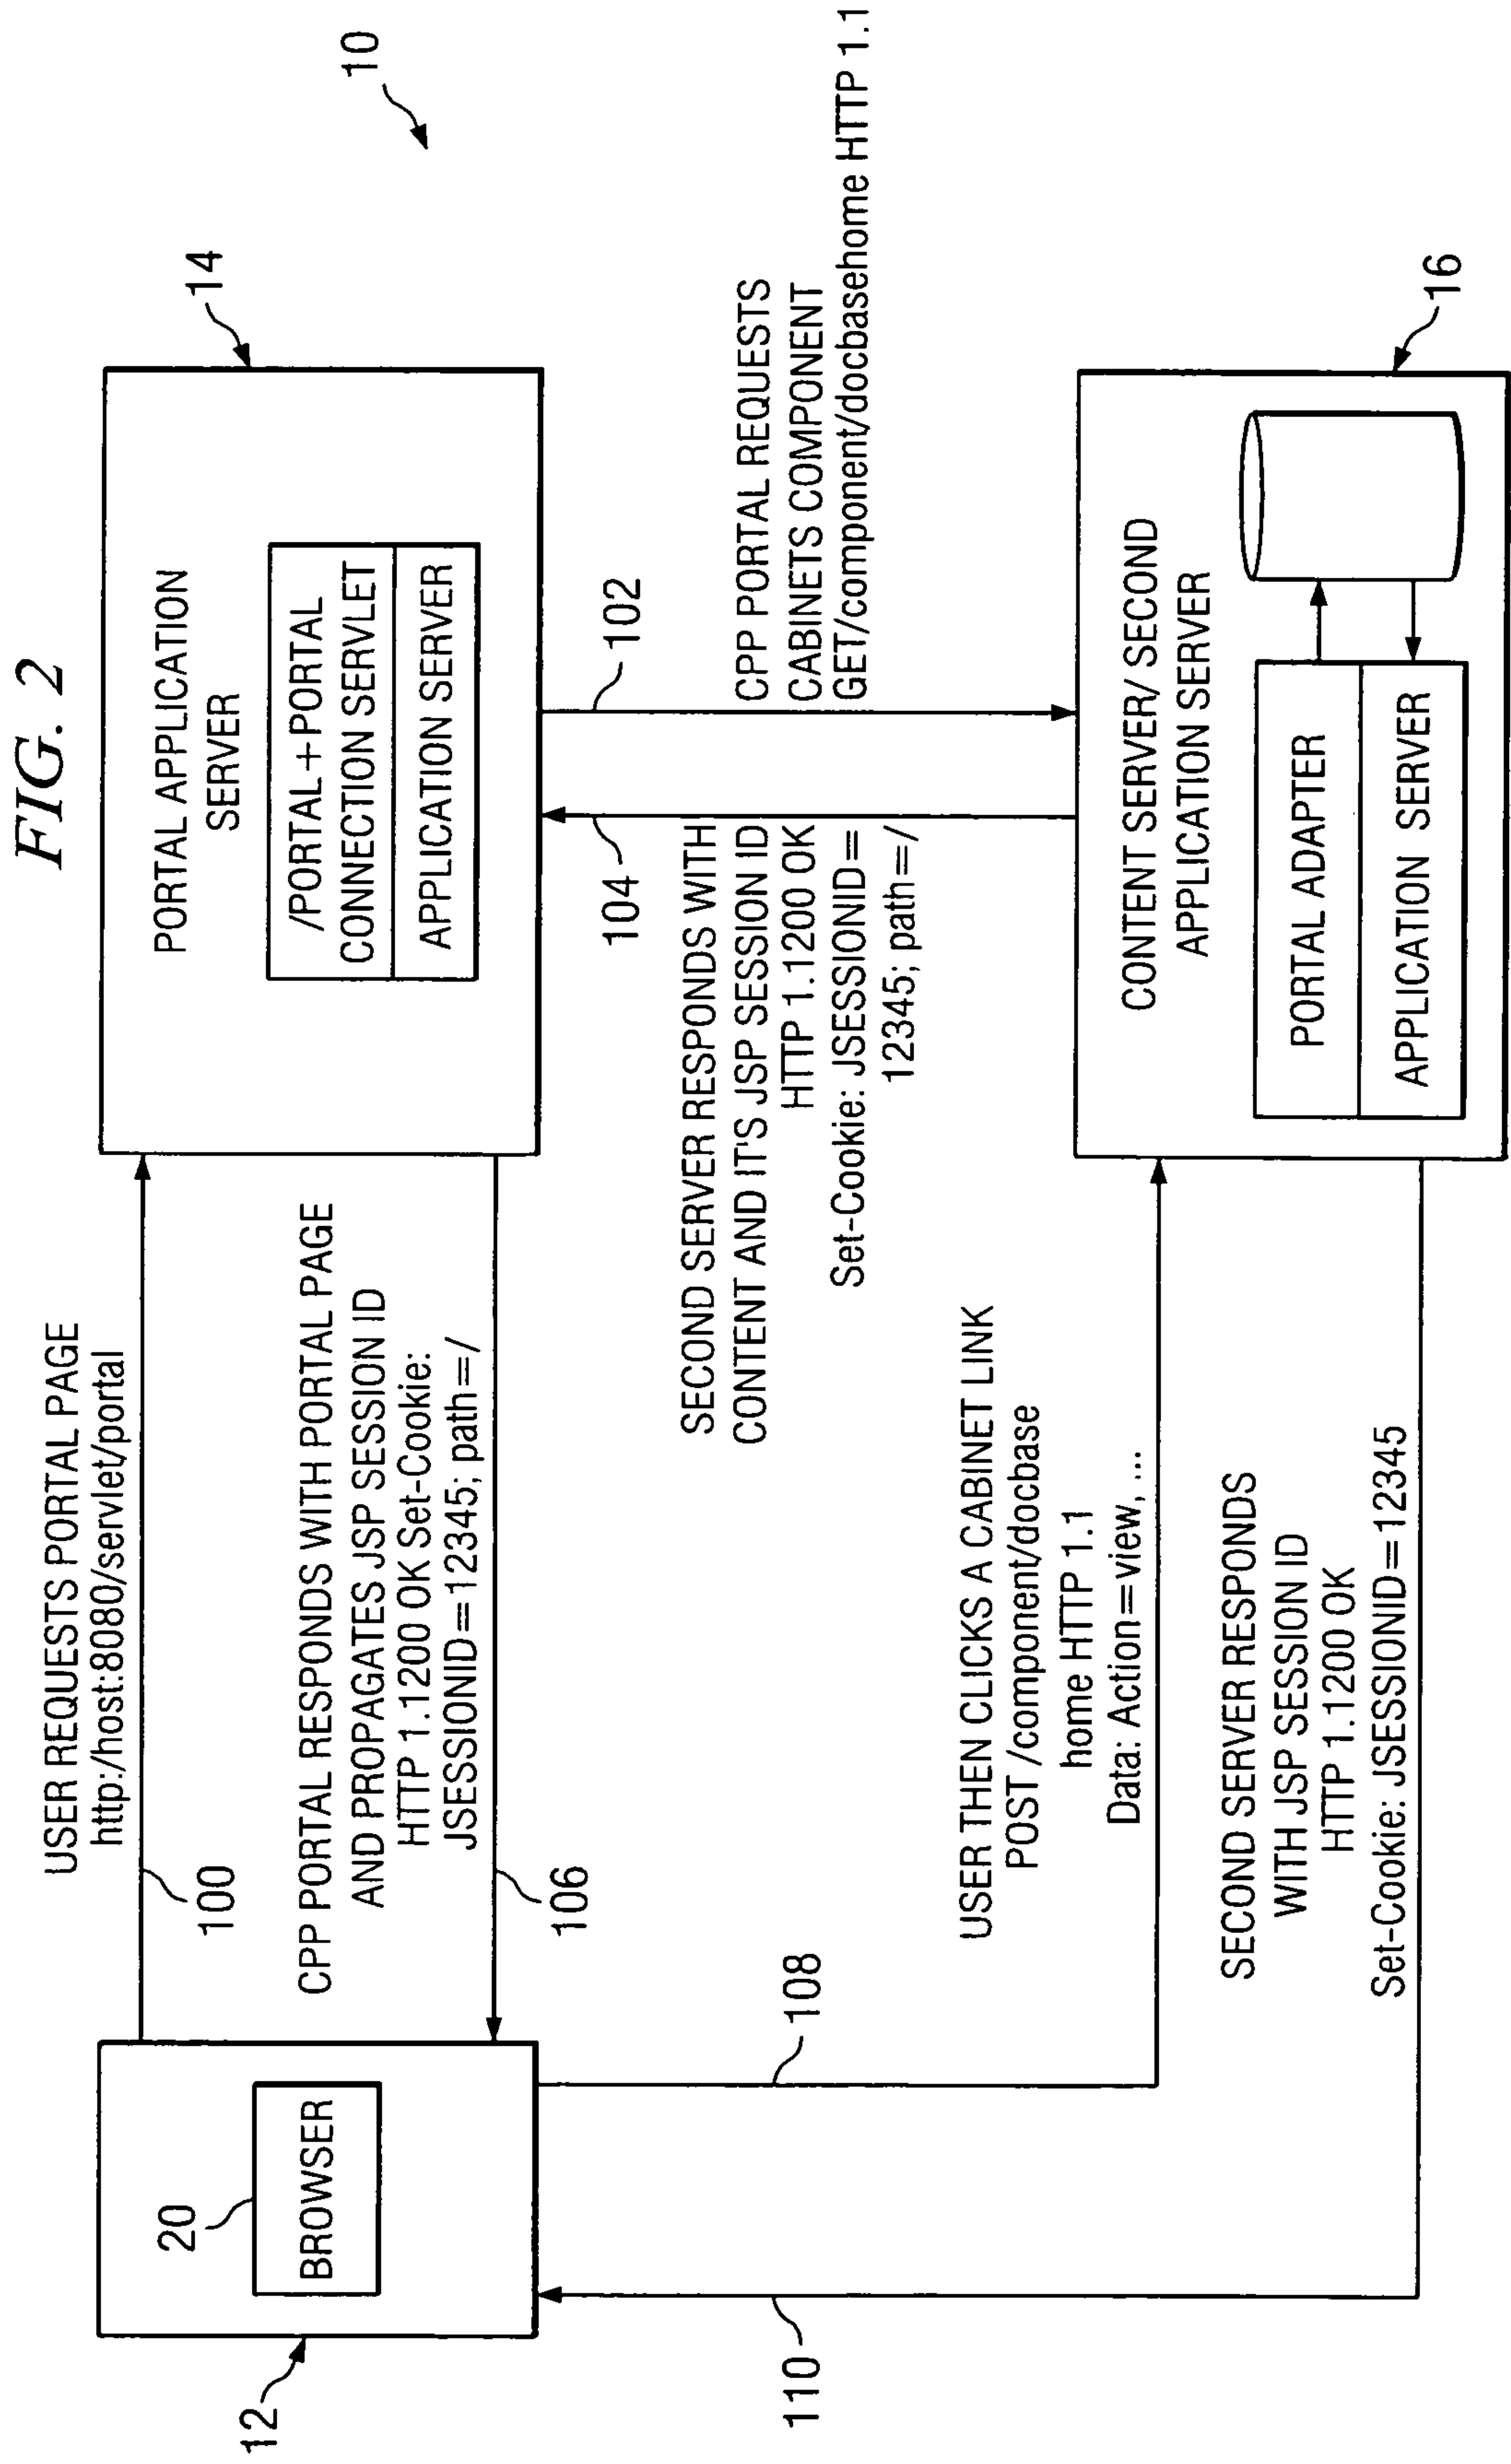 FIG. 2
10
USER REQUESTS PORTAL PAGE
http:/host:8080/servlet/portal
100
CPP PORTAL RESPONDS WITH PORTAL PAGE
AND PROPAGATES JSP SESSION ID
HTTP 1.1200 OK Set-Cookie:
JSESSIONID=12345; path=/
106
12
20
BROWSER
14
PORTAL APPLICATION
SERVER
/PORTAL+PORTAL
CONNECTION SERVLET
APPLICATION SERVER
102
CPP PORTAL REQUESTS
CABINETS COMPONENT
GET/component/docbasehome HTTP 1.1
104
SECOND SERVER RESPONDS WITH
CONTENT AND IT'S JSP SESSION ID
HTTP 1.1200 OK
Set-Cookie: JSESSIONID=
12345; path=/
108
USER THEN CLICKS A CABINET LINK
POST /component/docbase
home HTTP 1.1
Data: Action=view, ...
110
SECOND SERVER RESPONDS
WITH JSP SESSION ID
HTTP 1.1200 OK
Set-Cookie: JSESSIONID=12345
16
CONTENT SERVER/ SECOND
APPLICATION SERVER
PORTAL ADAPTER
APPLICATION SERVER